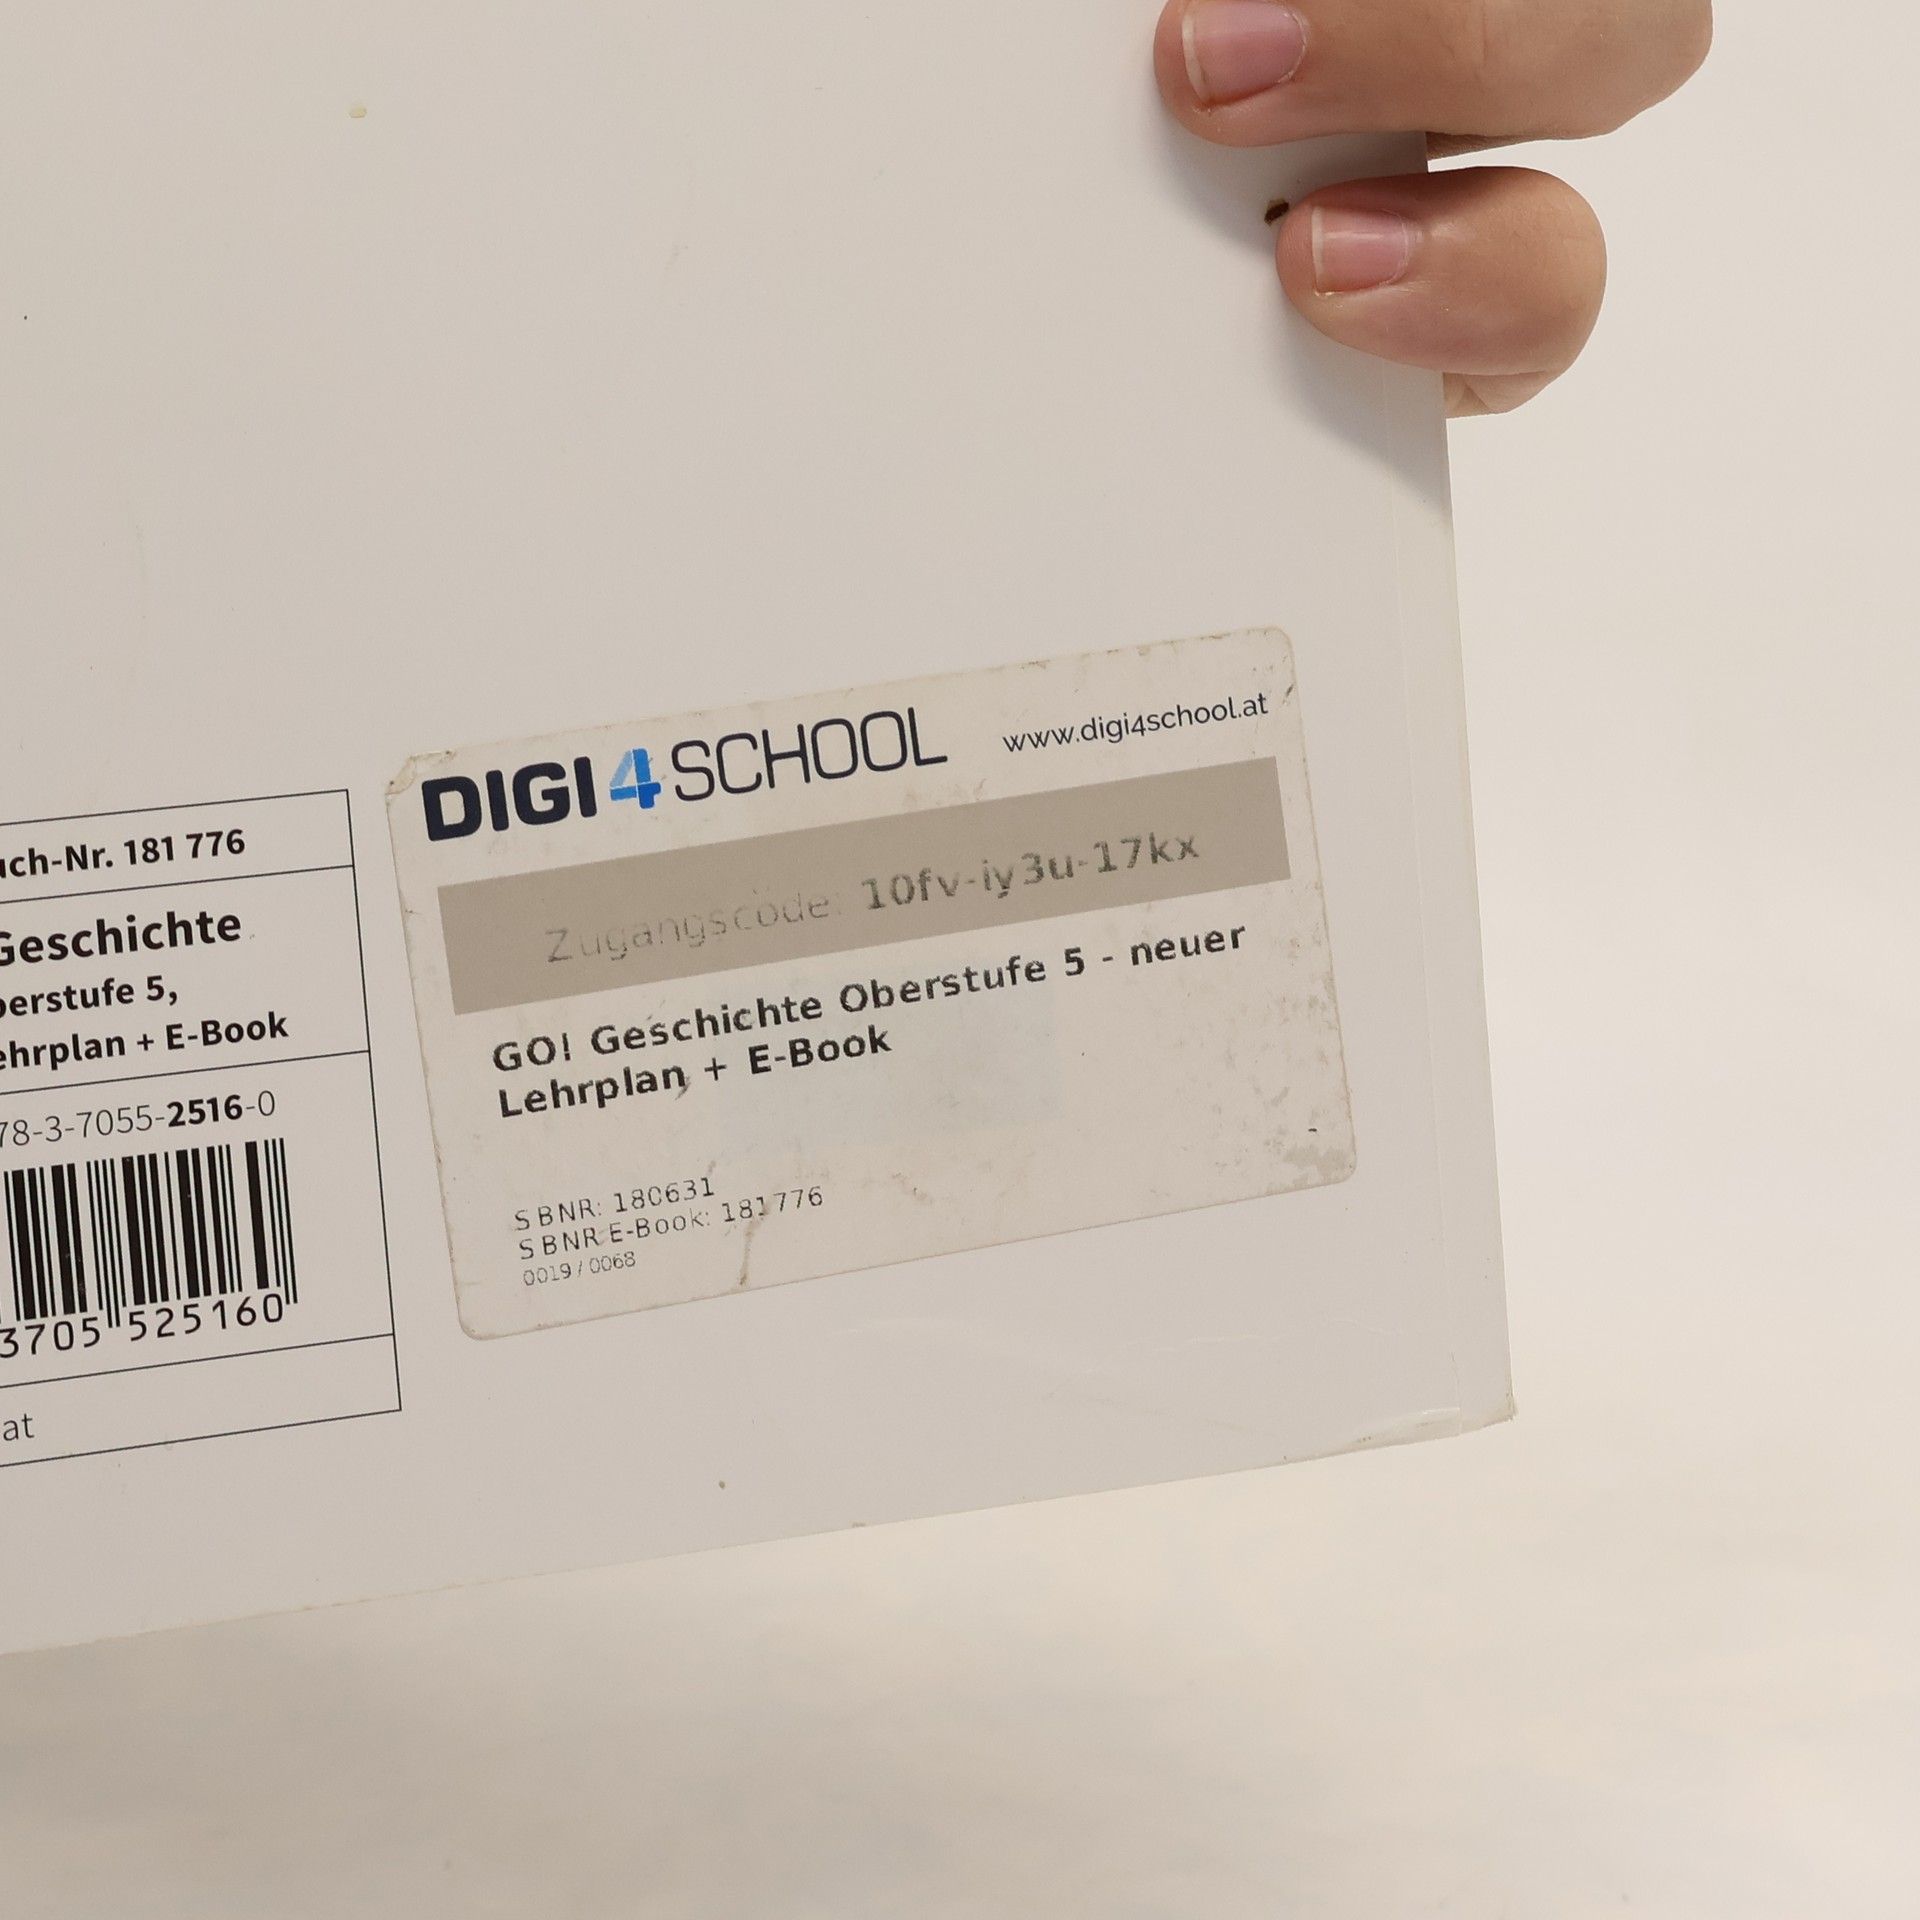 uch-Nr. 181 776
Geschichte
berstufe 5,
ehrplan + E-Book
78-3-7055-2516-0
3705 525160
at
DIGI4SCHOOL
www.digi4school.at
Zugangscode: 10fv-iy3u-17kx
GO! Geschichte Oberstufe 5 - neuer
Lehrplan + E-Book
SBNR: 180631
SBNR E-Book: 181776
0019/0068